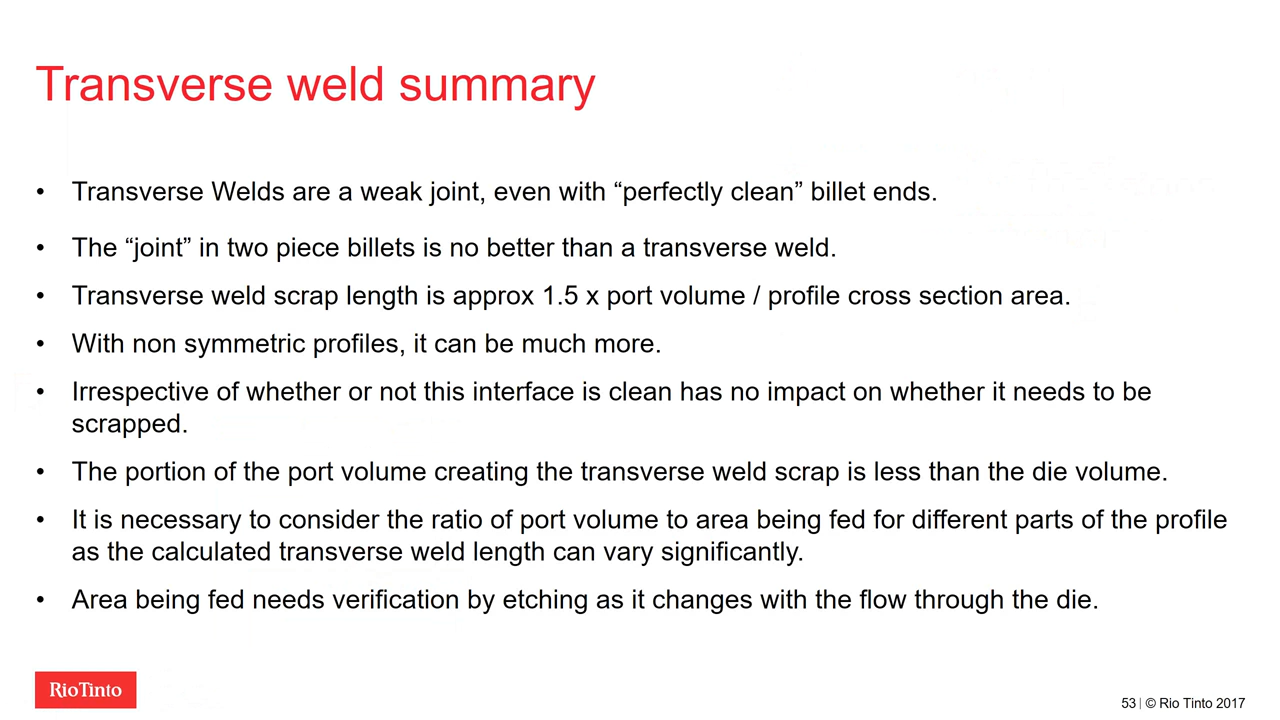 Transverse weld summary
• Transverse Welds are a weak joint, even with “perfectly clean” billet ends.
• The “joint” in two piece billets is no better than a transverse weld.
• Transverse weld scrap length is approx 1.5 x port volume / profile cross section area.
• With non symmetric profiles, it can be much more.
• Irrespective of whether or not this interface is clean has no impact on whether it needs to be
scrapped.
• The portion of the port volume creating the transverse weld scrap is less than the die volume.
• It is necessary to consider the ratio of port volume to area being fed for different parts of the profile
as the calculated transverse weld length can vary significantly.
• Area being fed needs verification by etching as it changes with the flow through the die.
RioTinto
53 | © Rio Tinto 2017